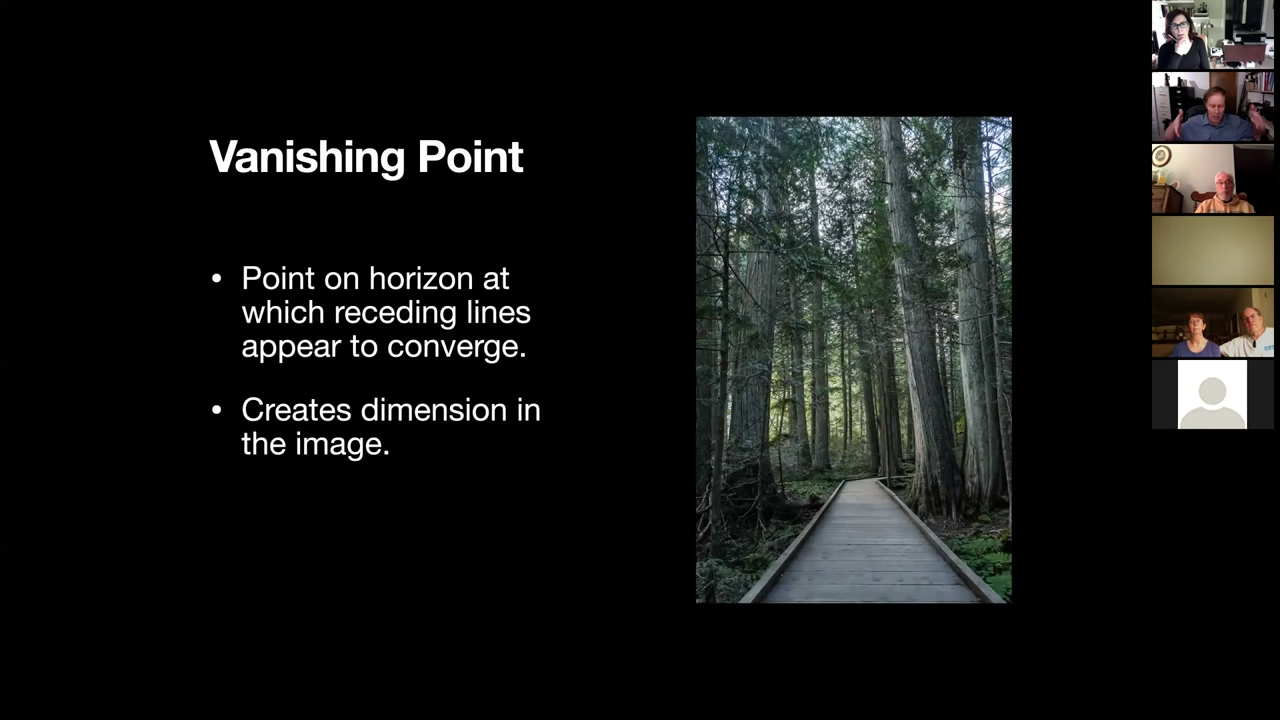 Vanishing Point
• Point on horizon at
which receding lines
appear to converge.
• Creates dimension in
the image.